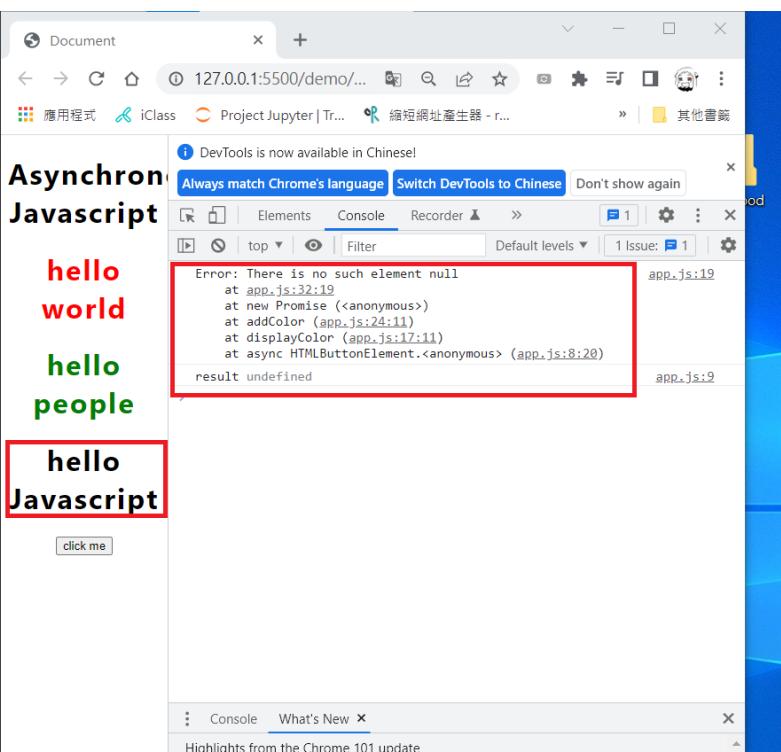 Document
127.0.0.1:5500/demo/...
應用程式 iClass Project Jupyter | Tr... 縮短網址產生器 - r... » 其他書籤
Asynchron
Javascript
hello
world
hello
people
hello
Javascript
click me
DevTools is now available in Chinese!
Always match Chrome's language Switch DevTools to Chinese Don't show again
Elements Console Recorder » 1
top ▼ Filter Default levels ▼ 1 Issue: 1
Error: There is no such element null app.js:19
at app.js:32:19
at new Promise (<anonymous>)
at addColor (app.js:24:11)
at displayColor (app.js:17:11)
at async HTMLButtonElement.<anonymous> (app.js:8:20)
result undefined app.js:9
Console What's New
Highlights from the Chrome 101 update
ood